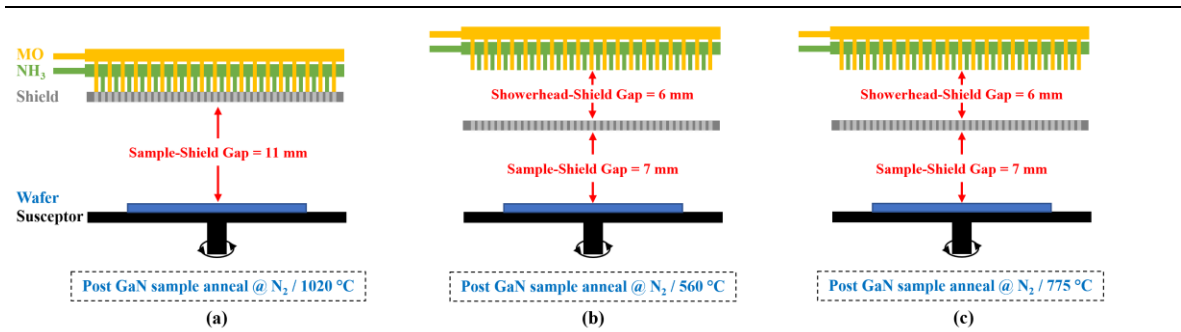 MO
NH₃
Shield
Sample-Shield Gap = 11 mm
Wafer
Susceptor
Post GaN sample anneal @ N₂ / 1020 °C
(a)
Showerhead-Shield Gap = 6 mm
Sample-Shield Gap = 7 mm
Post GaN sample anneal @ N₂ / 560 °C
(b)
Showerhead-Shield Gap = 6 mm
Sample-Shield Gap = 7 mm
Post GaN sample anneal @ N₂ / 775 °C
(c)